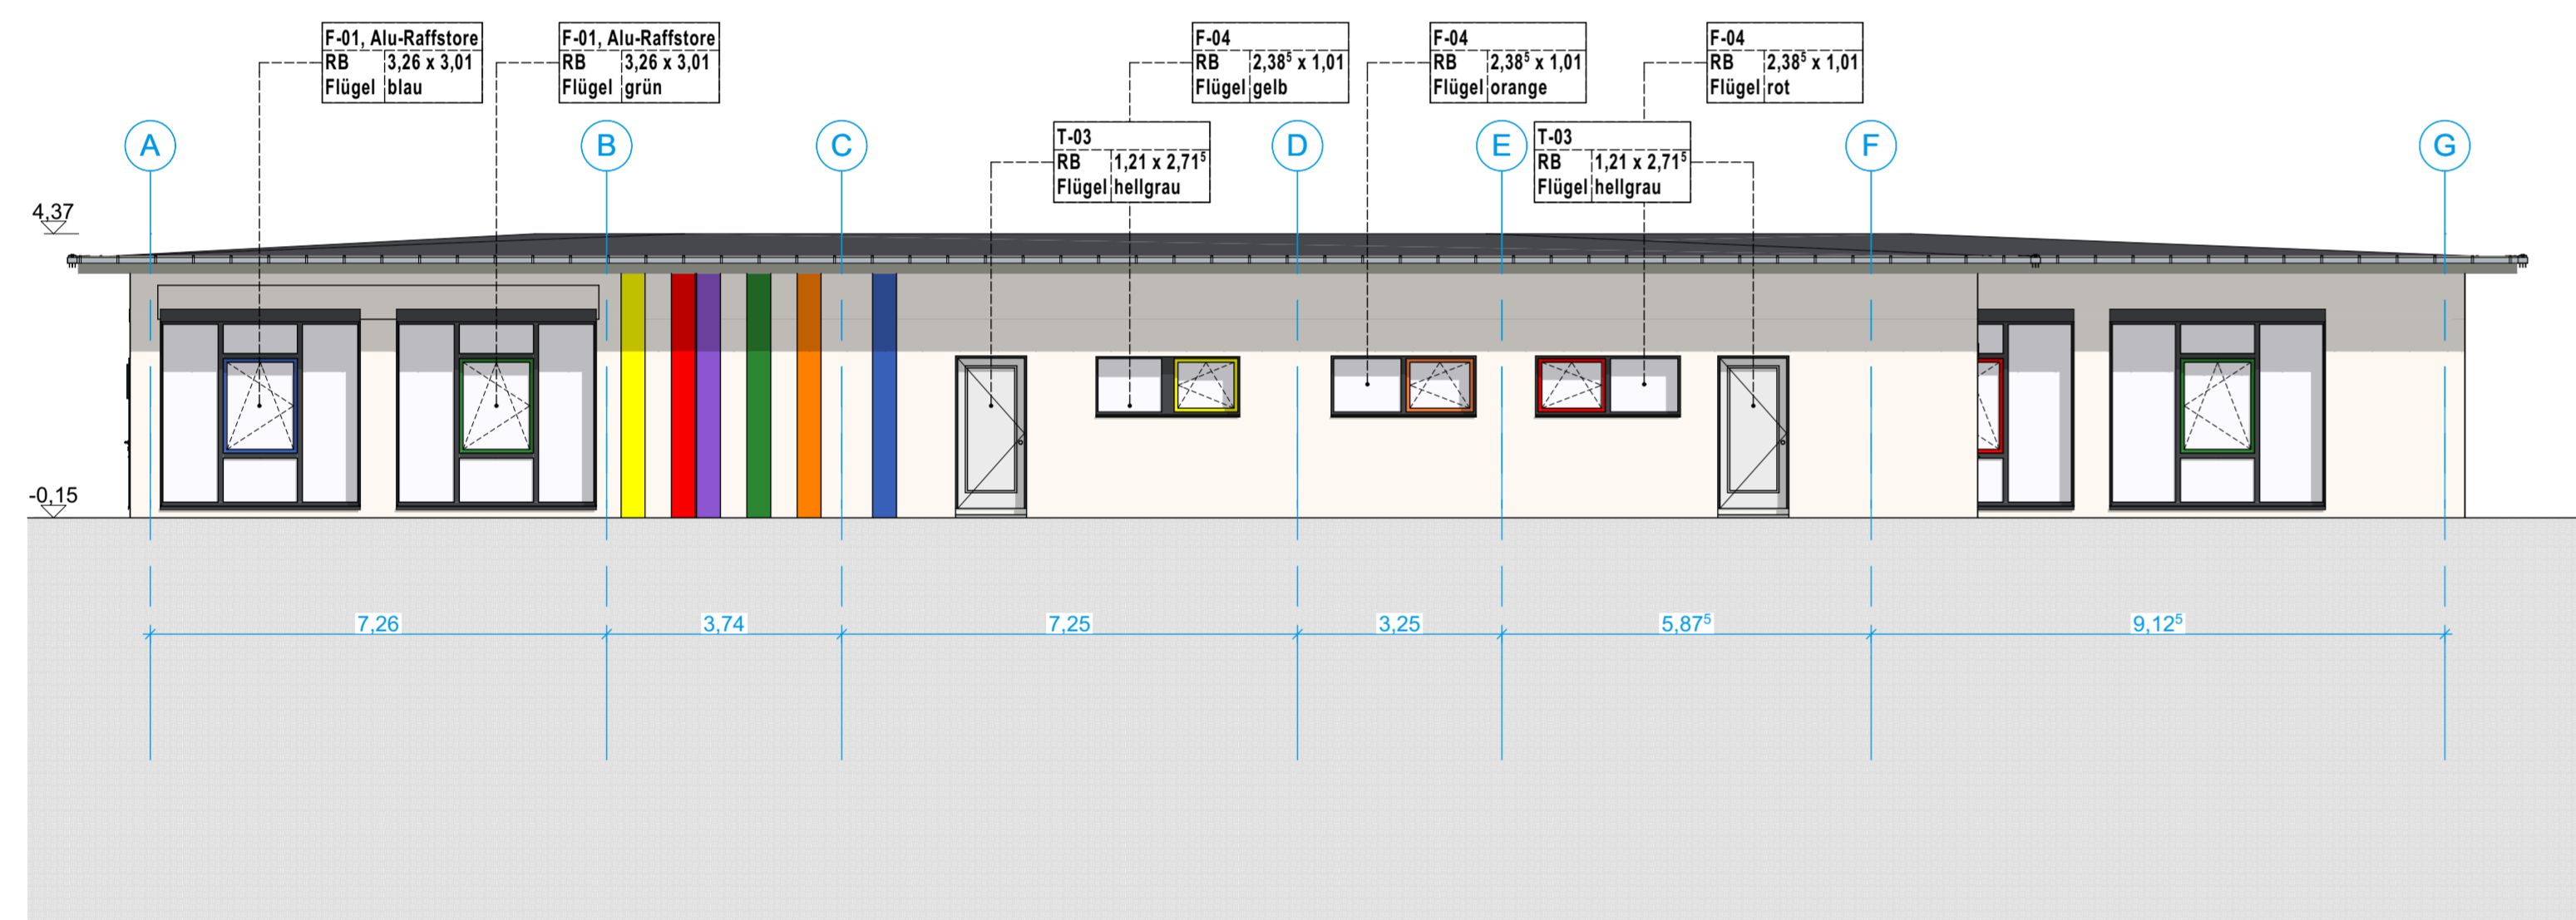 F-01, Alu-Raffstore
RB 3,26 x 3,01
Flügel blau
F-01, Alu-Raffstore
RB 3,26 x 3,01
Flügel grün
F-04
RB 2,38⁵ x 1,01
Flügel gelb
F-04
RB 2,38⁵ x 1,01
Flügel orange
F-04
RB 2,38⁵ x 1,01
Flügel rot
T-03
RB 1,21 x 2,71⁵
Flügel hellgrau
T-03
RB 1,21 x 2,71⁵
Flügel hellgrau
A B C D E F G
4,37
-0,15
7,26 3,74 7,25 3,25 5,87⁵ 9,12⁵